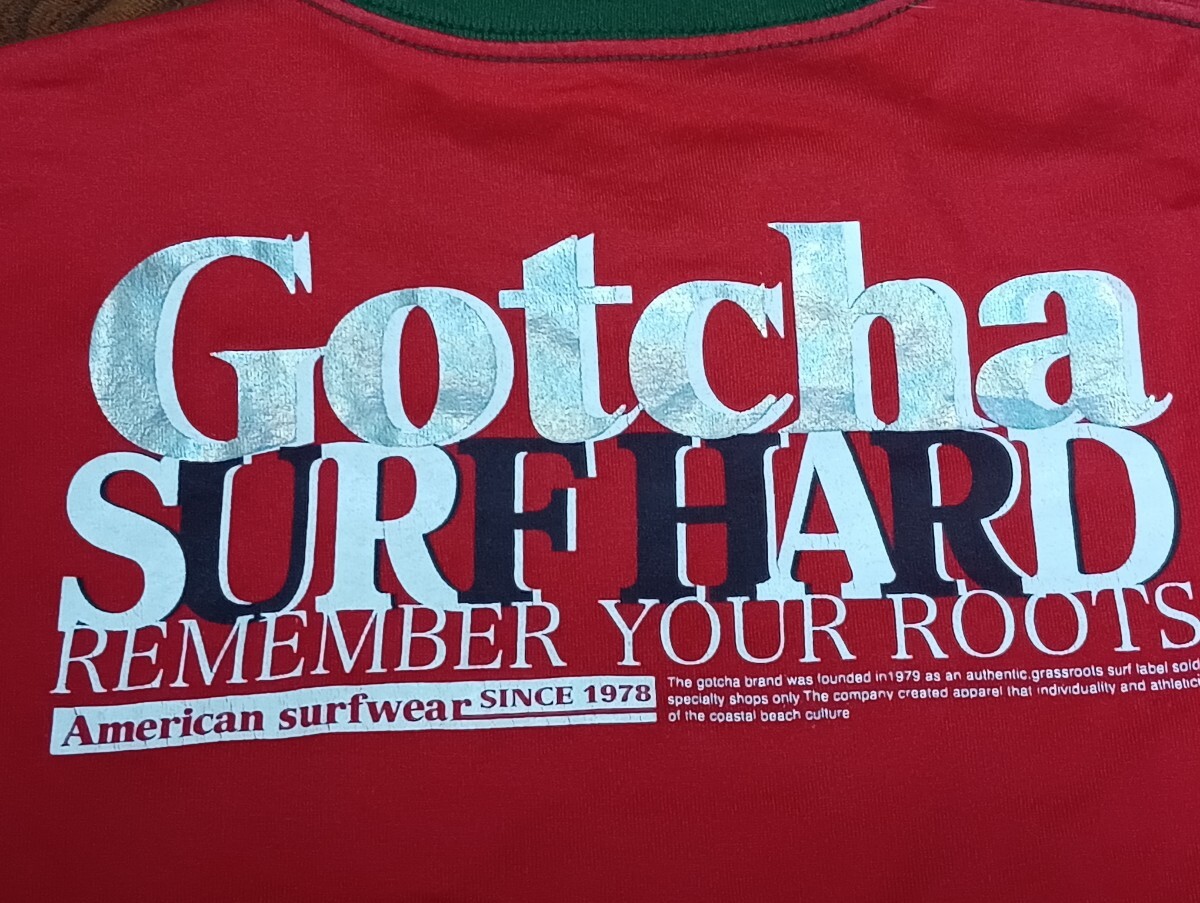 Gotcha
SURF HARD
REMEMBER YOUR ROOTS
American surfwear SINCE 1978
The gotcha brand was founded in1979 as an authentic.grassroots surf label sold
specialty shops only The company created apparel that individuality and athletic
of the coastal beach culture